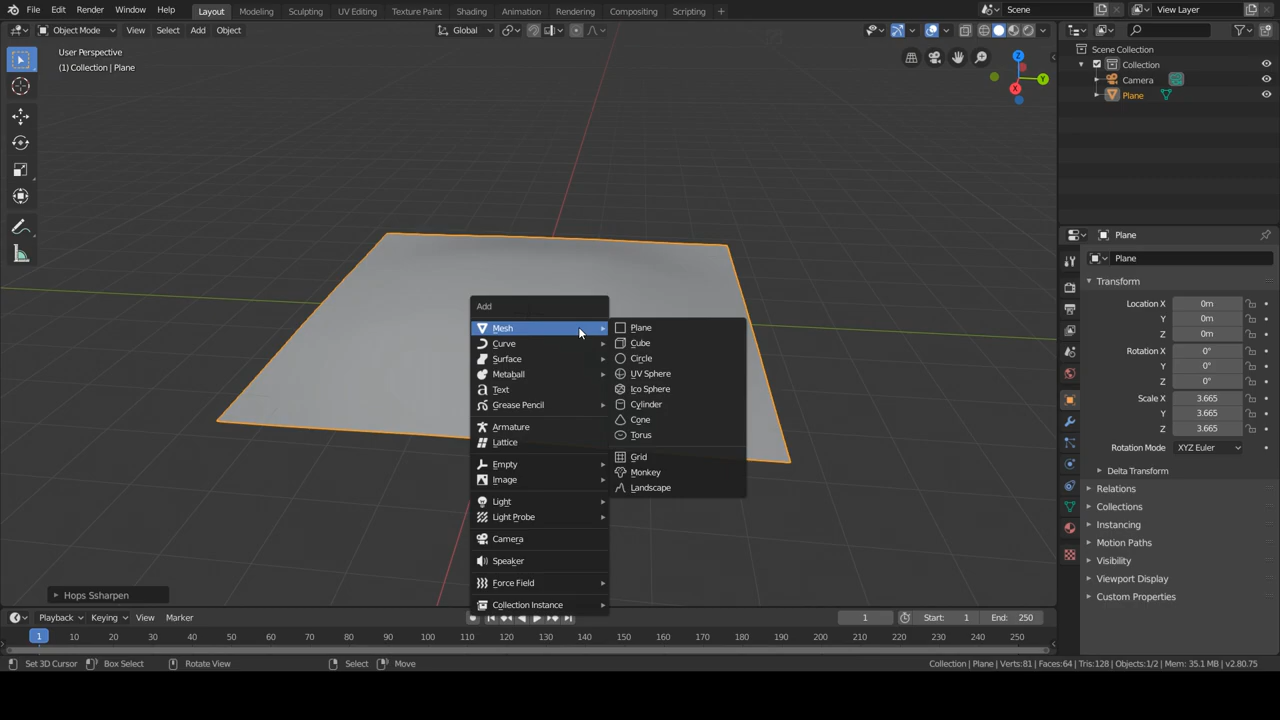 File Edit Render Window Help Layout Modeling Sculpting UV Editing Texture Paint Shading Animation Rendering Compositing Scripting + Scene View Layer
Object Mode View Select Add Object Global
User Perspective
(1) Collection | Plane
X Y Z
Scene Collection
Collection
Camera
Plane
Add
Mesh
Curve
Surface
Metaball
Text
Grease Pencil
Armature
Lattice
Empty
Image
Light
Light Probe
Camera
Speaker
Force Field
Collection Instance
Plane
Cube
Circle
UV Sphere
Ico Sphere
Cylinder
Cone
Torus
Grid
Monkey
Landscape
Plane
Plane
Transform
Location X 0m
Y 0m
Z 0m
Rotation X 0°
Y 0°
Z 0°
Scale X 3.665
Y 3.665
Z 3.665
Rotation Mode XYZ Euler
Delta Transform
Relations
Collections
Instancing
Motion Paths
Visibility
Viewport Display
Custom Properties
Hops Ssharpen
Playback Keying View Marker 1 Start: 1 End: 250
1 10 20 30 40 50 60 70 80 90 100 110 120 130 140 150 160 170 180 190 200 210 220 230 240 250
Set 3D Cursor Box Select Rotate View Select Move Collection | Plane | Verts:81 | Faces:64 | Tris:128 | Objects:1/2 | Mem: 35.1 MB | v2.80.75